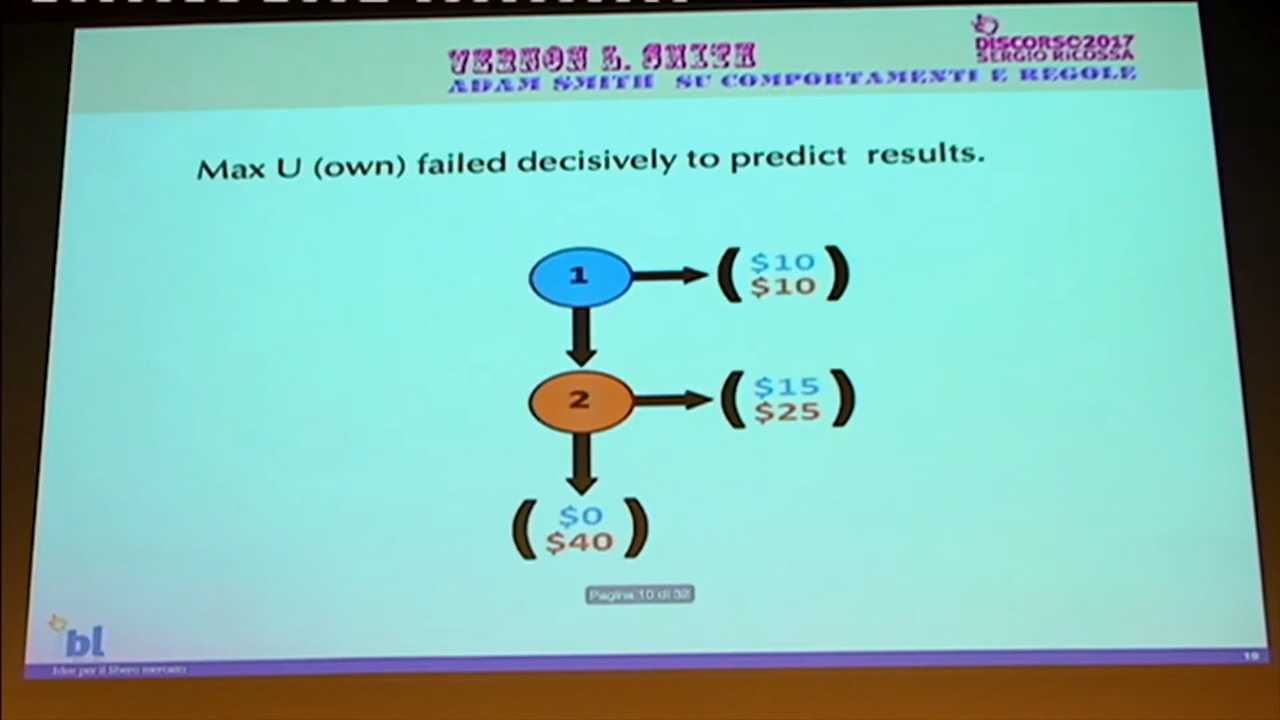 VERNON L. SMITH
DISCORSO2017
SERGIO RICOSSA
ADAM SMITH SU COMPORTAMENTI E REGOLE
Max U (own) failed decisively to predict results.
1
( $10
$10 )
2
( $15
$25 )
( $0
$40 )
Pagina 10 di 32
bl
Idee per il libero mercato
10